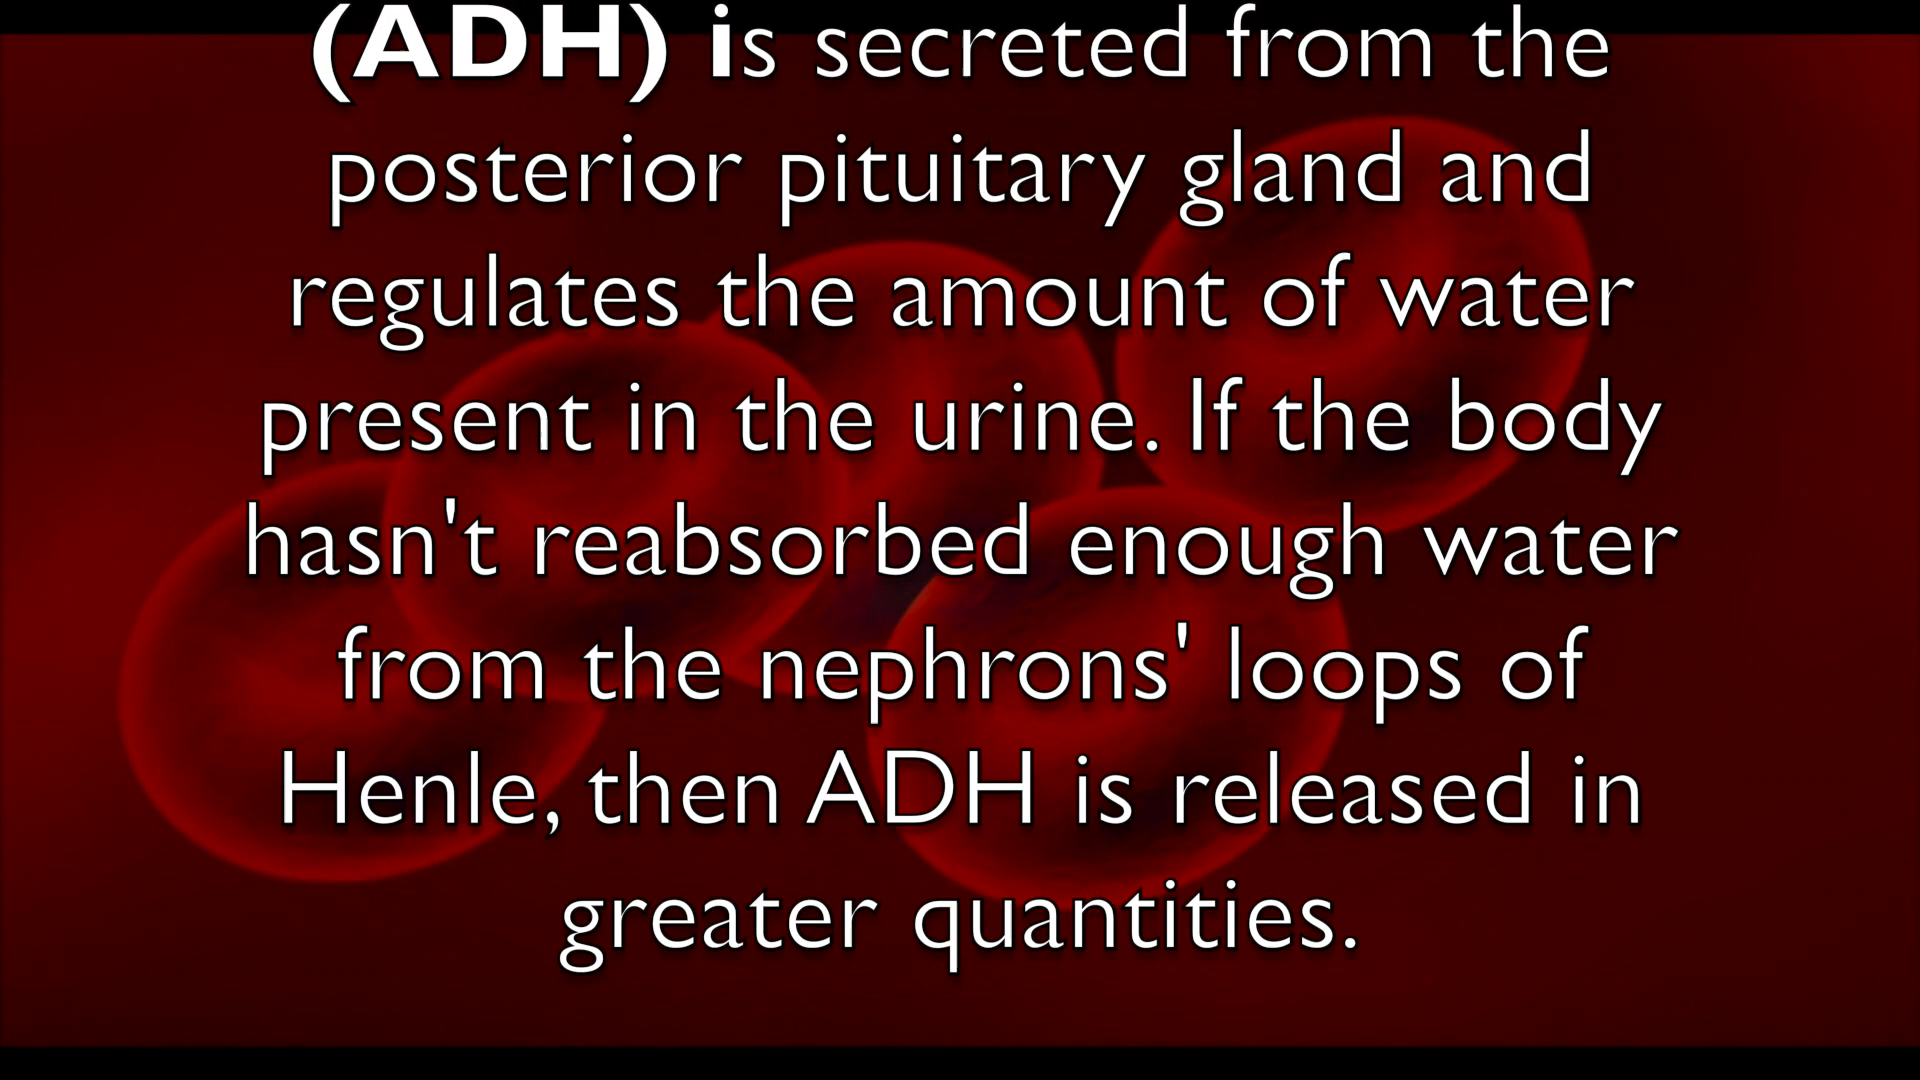 (ADH) is secreted from the
posterior pituitary gland and
regulates the amount of water
present in the urine. If the body
hasn't reabsorbed enough water
from the nephrons' loops of
Henle, then ADH is released in
greater quantities.